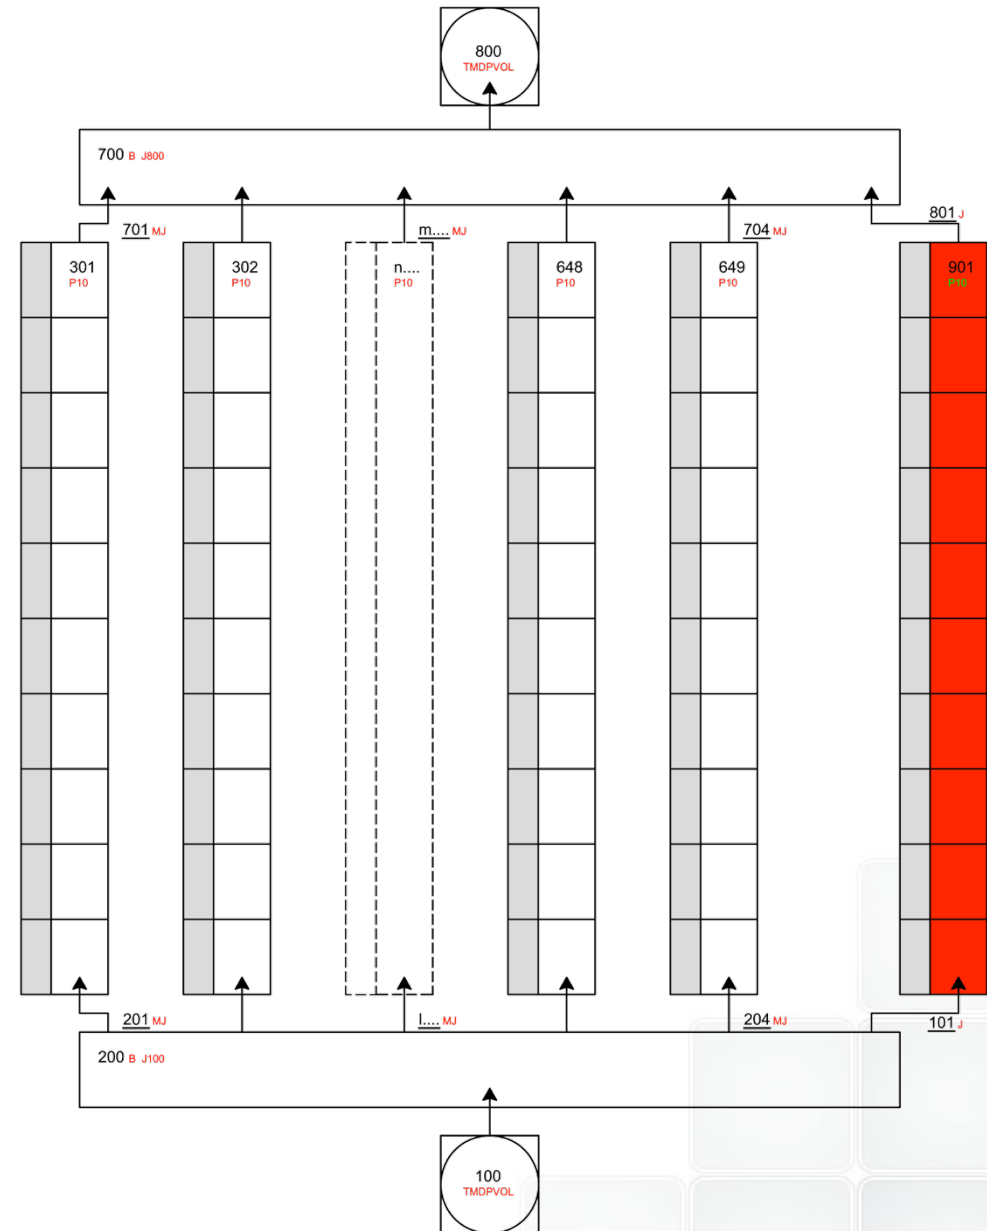 800
TMDPVOL
700 B J800
701 MJ
m.... MJ
704 MJ
801 J
301
P10
302
P10
n....
P10
648
P10
649
P10
901
P10
201 MJ
l.... MJ
204 MJ
101 J
200 B J100
100
TMDPVOL